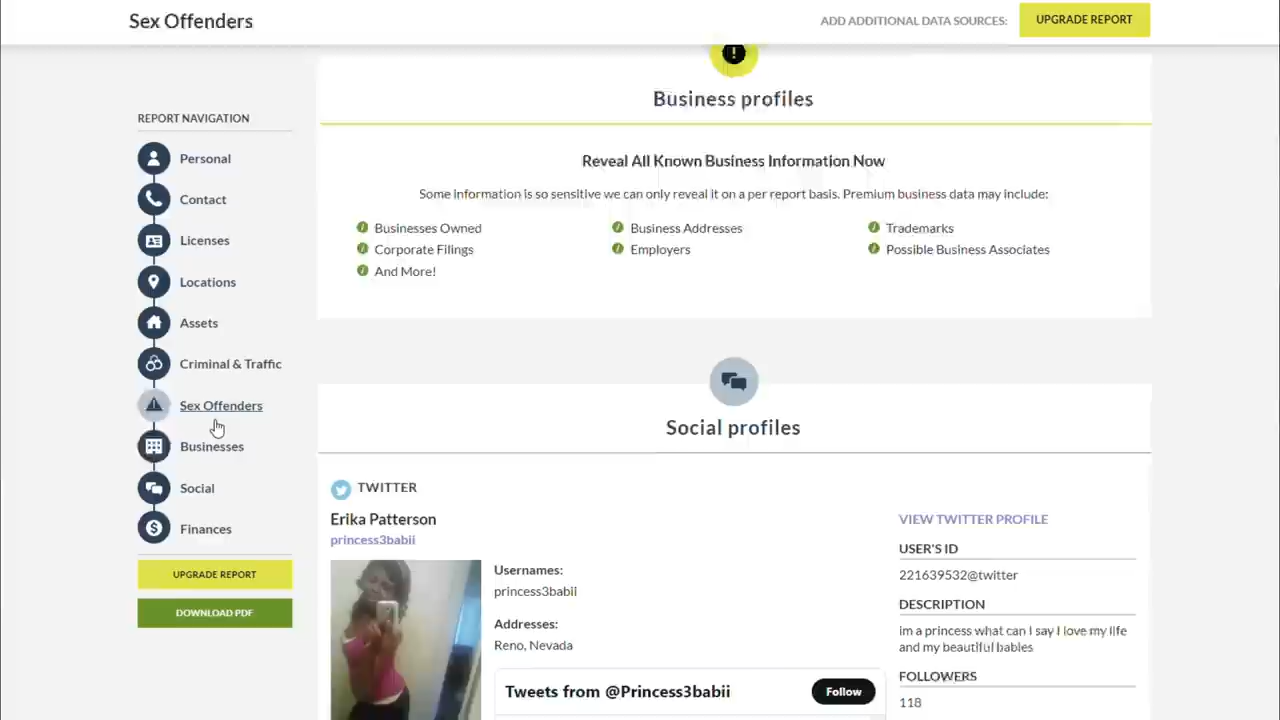 Sex Offenders
ADD ADDITIONAL DATA SOURCES:
UPGRADE REPORT
REPORT NAVIGATION
Personal
Contact
Licenses
Locations
Assets
Criminal & Traffic
Sex Offenders
Businesses
Social
Finances
UPGRADE REPORT
DOWNLOAD PDF
Business profiles
Reveal All Known Business Information Now
Some information is so sensitive we can only reveal it on a per report basis. Premium business data may include:
Businesses Owned
Business Addresses
Trademarks
Corporate Filings
Employers
Possible Business Associates
And More!
Social profiles
TWITTER
Erika Patterson
princess3babii
Usernames:
princess3babii
Addresses:
Reno, Nevada
Tweets from @Princess3babii
Follow
VIEW TWITTER PROFILE
USER'S ID
221639532@twitter
DESCRIPTION
im a princess what can I say I love my life
and my beautiful babies
FOLLOWERS
118